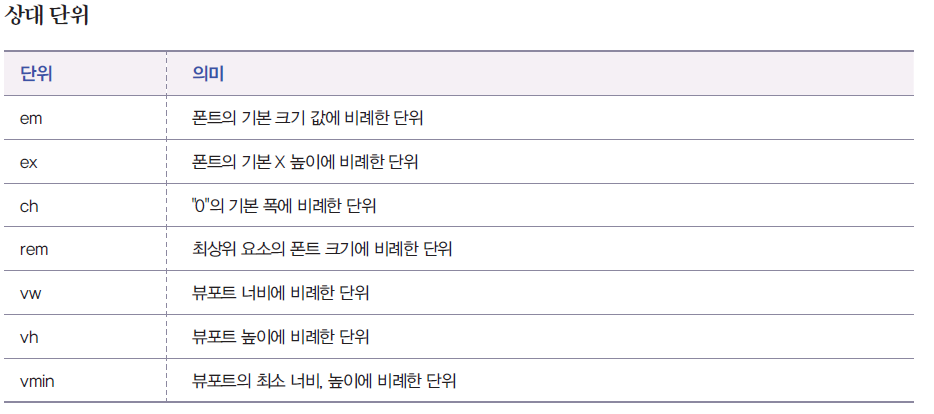 상대 단위
단위 의미
em 폰트의 기본 크기 값에 비례한 단위
ex 폰트의 기본 X 높이에 비례한 단위
ch "0"의 기본 폭에 비례한 단위
rem 최상위 요소의 폰트 크기에 비례한 단위
vw 뷰포트 너비에 비례한 단위
vh 뷰포트 높이에 비례한 단위
vmin 뷰포트의 최소 너비, 높이에 비례한 단위